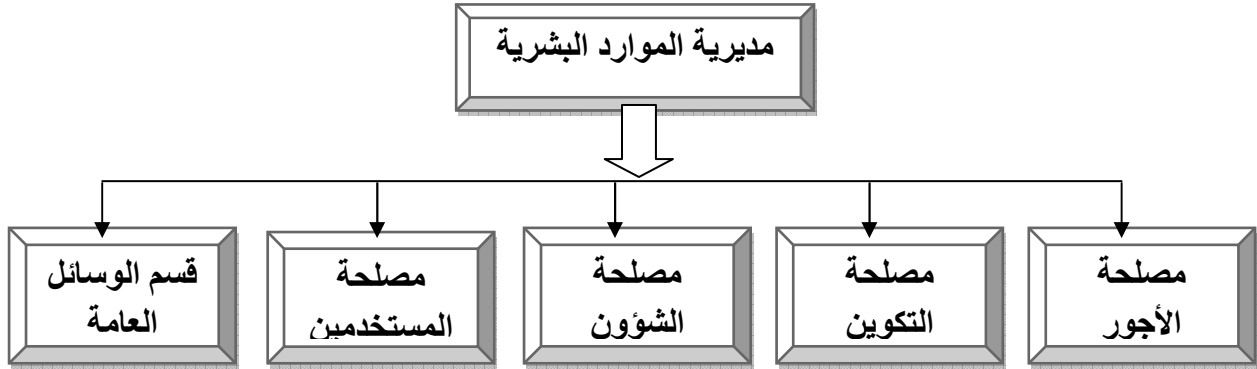 مديرية الموارد البشرية
مصلحة
الأجور
مصلحة
التكوين
مصلحة
الشؤون
مصلحة
المستخدمين
قسم الوسائل
العامة